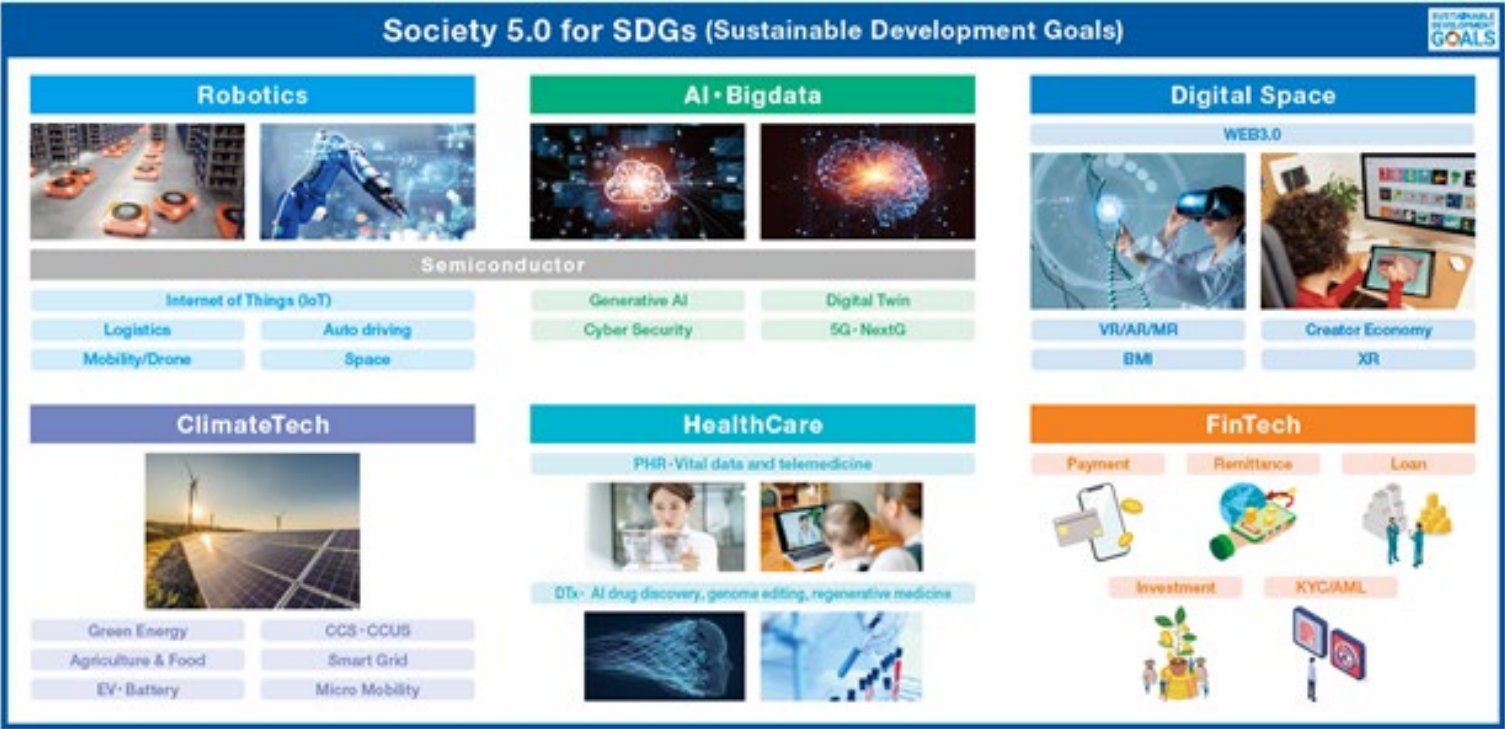 Society 5.0 for SDGs (Sustainable Development Goals)
SUSTAINABLE
DEVELOPMENT
GOALS
Robotics
AI・Bigdata
Semiconductor
Internet of Things (IoT)
Logistics
Auto driving
Mobility/Drone
Space
Generative AI
Digital Twin
Cyber Security
5G・NextG
Digital Space
WEB3.0
VR/AR/MR
Creator Economy
BMI
XR
ClimateTech
Green Energy
CCS・CCUS
Agriculture & Food
Smart Grid
EV・Battery
Micro Mobility
HealthCare
PHR・Vital data and telemedicine
DTx・ AI drug discovery, genome editing, regenerative medicine
FinTech
Payment
Remittance
Loan
Investment
KYC/AML